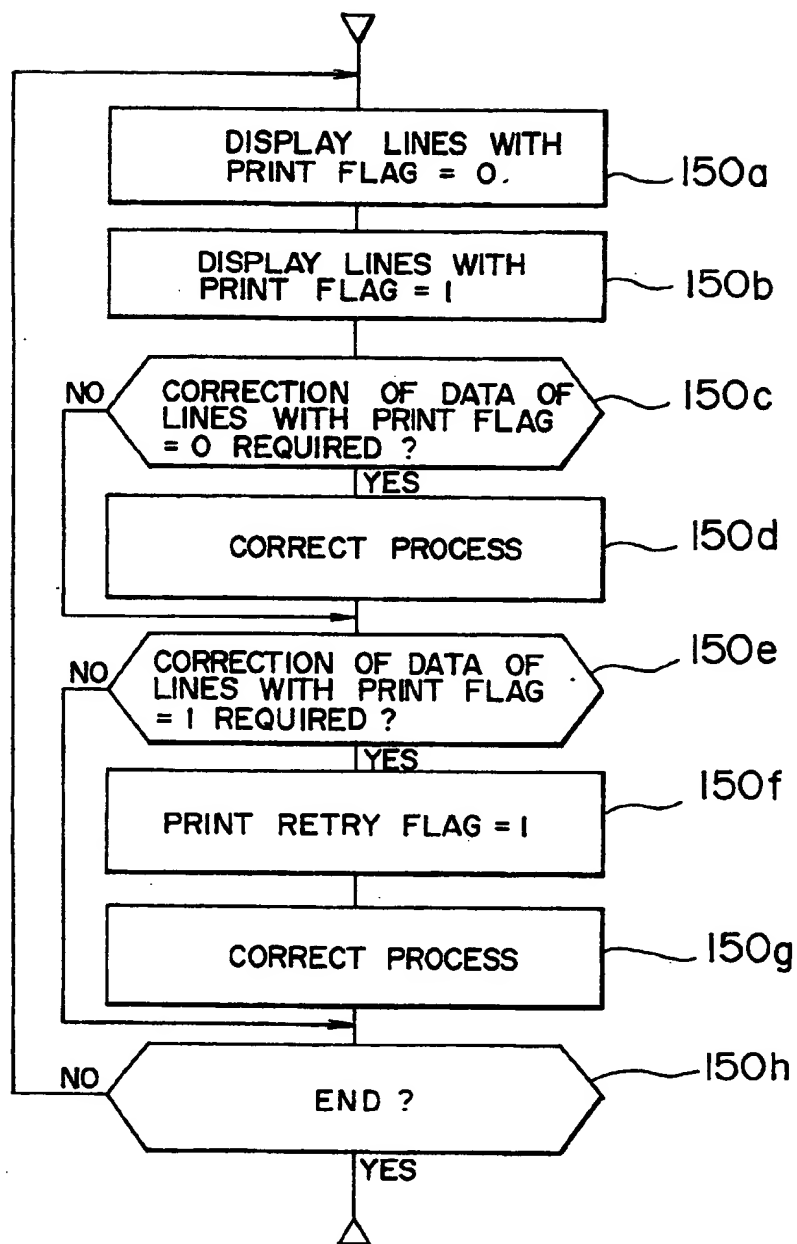 DISPLAY LINES WITH
PRINT FLAG = 0.
150a
DISPLAY LINES WITH
PRINT FLAG = 1
150b
NO
CORRECTION OF DATA OF
LINES WITH PRINT FLAG
= 0 REQUIRED ?
150c
YES
CORRECT PROCESS
150d
NO
CORRECTION OF DATA OF
LINES WITH PRINT FLAG
= 1 REQUIRED ?
150e
YES
PRINT RETRY FLAG = 1
150f
CORRECT PROCESS
150g
NO
END ?
150h
YES